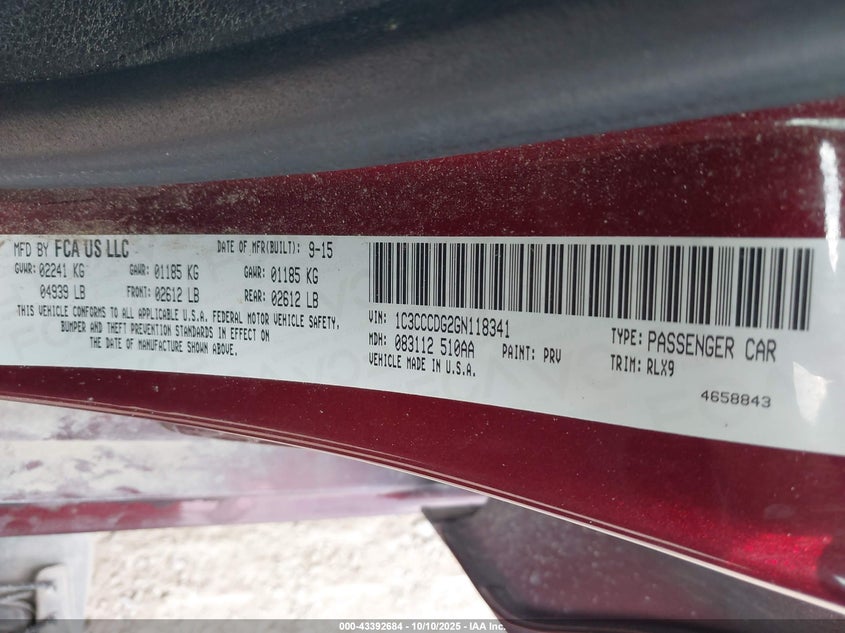 MFD BY FCA US LLC DATE OF MFR(BUILT): 9-15
GVWR: 02241 KG GAWR: 01185 KG GAWR: 01185 KG
04939 LB FRONT: 02612 LB REAR: 02612 LB
THIS VEHICLE CONFORMS TO ALL APPLICABLE U.S.A. FEDERAL MOTOR VEHICLE SAFETY,
BUMPER AND THEFT PREVENTION STANDARDS IN EFFECT ON
THE DATE OF MANUFACTURE SHOWN ABOVE.
VIN: 1C3CCCDG2GN118341 TYPE: PASSENGER CAR
MDH: 083112 510AA PAINT: PRV TRIM: RLX9
VEHICLE MADE IN U.S.A.
4658843
000-43392684 - 10/10/2025 - IAA Inc.